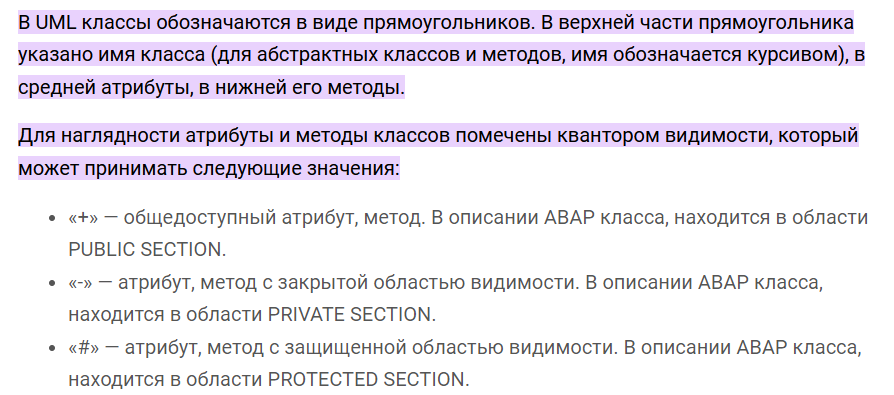 В UML классы обозначаются в виде прямоугольников. В верхней части прямоугольника
указано имя класса (для абстрактных классов и методов, имя обозначается курсивом), в
средней атрибуты, в нижней его методы.
Для наглядности атрибуты и методы классов помечены квантором видимости, который
может принимать следующие значения:
• «+» — общедоступный атрибут, метод. В описании ABAP класса, находится в области
PUBLIC SECTION.
• «-» — атрибут, метод с закрытой областью видимости. В описании ABAP класса,
находится в области PRIVATE SECTION.
• «#» — атрибут, метод с защищенной областью видимости. В описании ABAP класса,
находится в области PROTECTED SECTION.